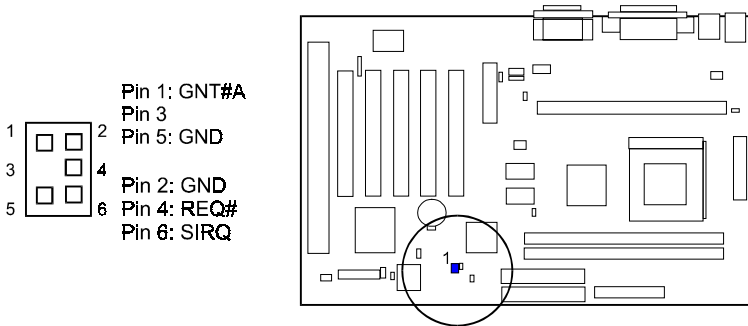 Pin 1: GNT#A
Pin 3
Pin 5: GND
Pin 2: GND
Pin 4: REQ#
Pin 6: SIRQ
1 2
3 4
5 6
1